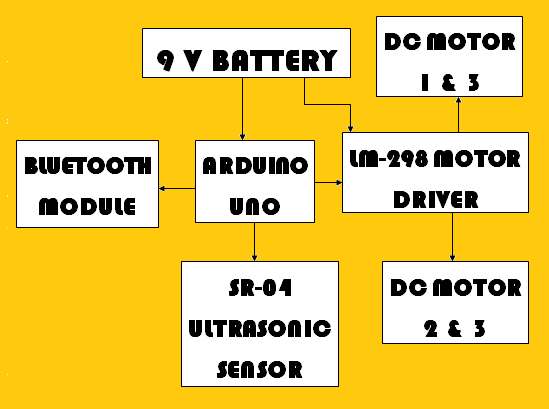 9 V BATTERY
DC MOTOR
1 & 3
BLUETOOTH
MODULE
ARDUINO
UNO
LM-298 MOTOR
DRIVER
SR-04
ULTRASONIC
SENSOR
DC MOTOR
2 & 3